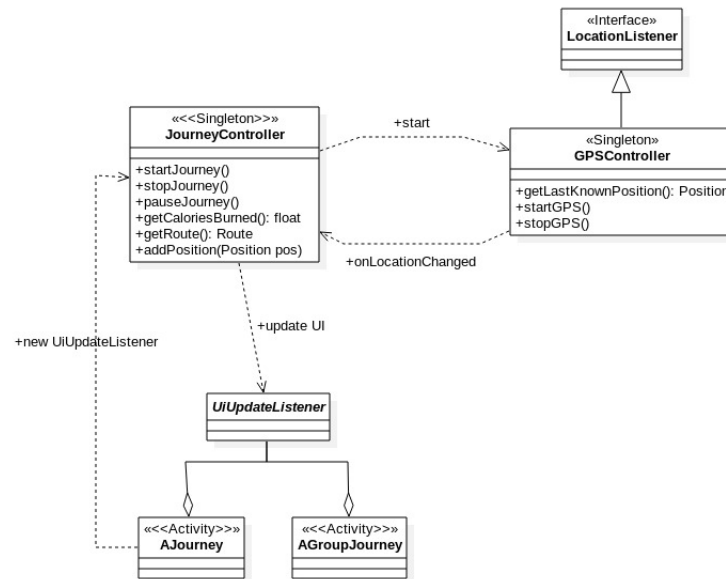 «Interface»
LocationListener
«<<Singleton>>»
JourneyController
+startJourney()
+stopJourney()
+pauseJourney()
+getCaloriesBurned(): float
+getRoute(): Route
+addPosition(Position pos)
+start
«Singleton»
GPSController
+getLastKnownPosition(): Position
+startGPS()
+stopGPS()
+onLocationChanged
+update UI
+new UiUpdateListener
UiUpdateListener
«<<Activity>>»
AJourney
«<<Activity>>»
AGroupJourney